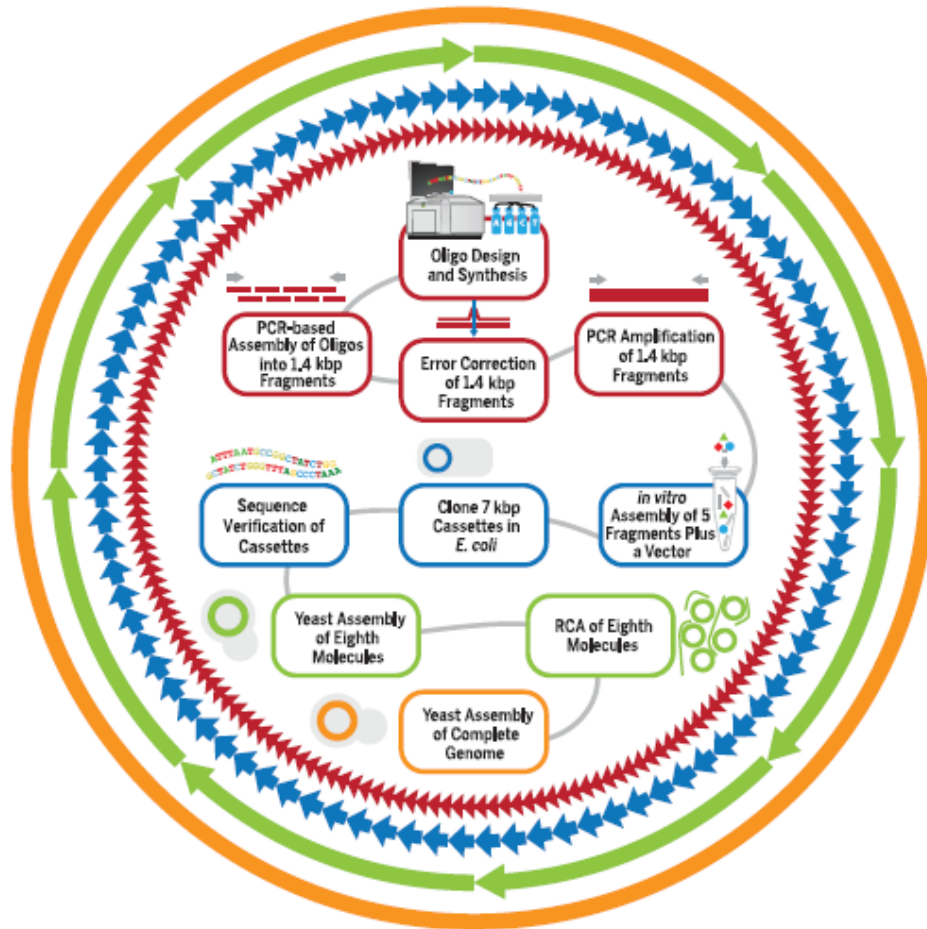 A G C T
Oligo Design
and Synthesis
PCR-based
Assembly of Oligos
into 1.4 kbp
Fragments
Error Correction
of 1.4 kbp
Fragments
PCR Amplification
of 1.4 kbp
Fragments
ATTTAATGCCGGCTATCTGG
GCTATCTGGGTTTAGCCCTAAA
Sequence
Verification of
Cassettes
Clone 7 kbp
Cassettes in
E. coli
in vitro
Assembly of 5
Fragments Plus
a Vector
Yeast Assembly
of Eighth
Molecules
RCA of Eighth
Molecules
Yeast Assembly
of Complete
Genome